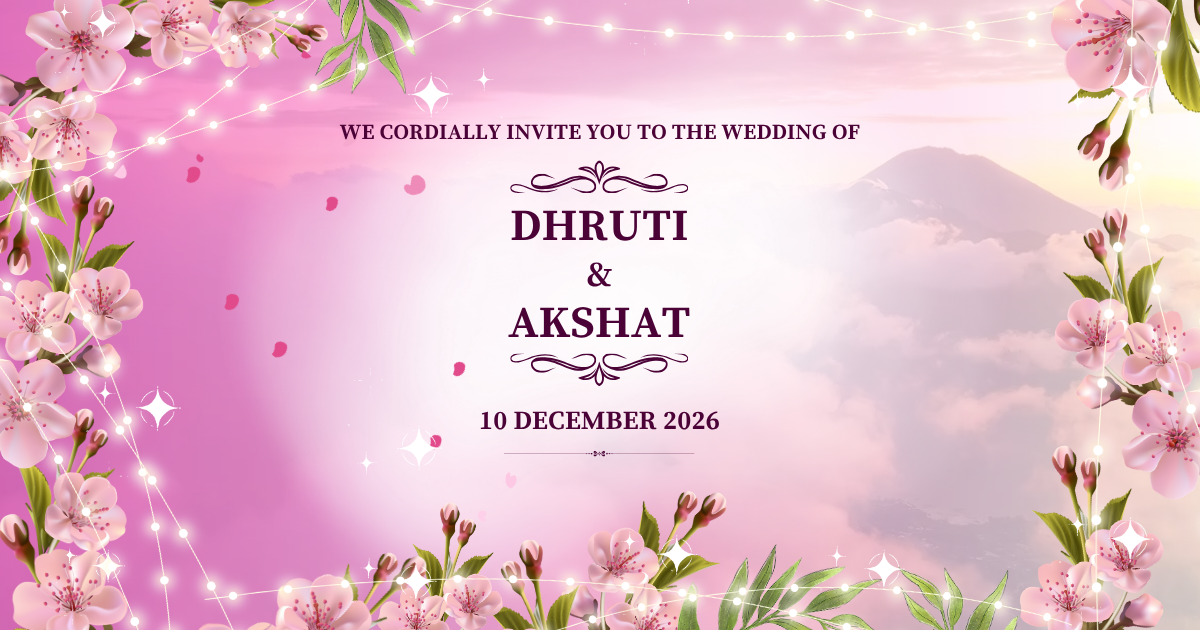 WE CORDIALLY INVITE YOU TO THE WEDDING OF
DHRUTI
&
AKSHAT
10 DECEMBER 2026